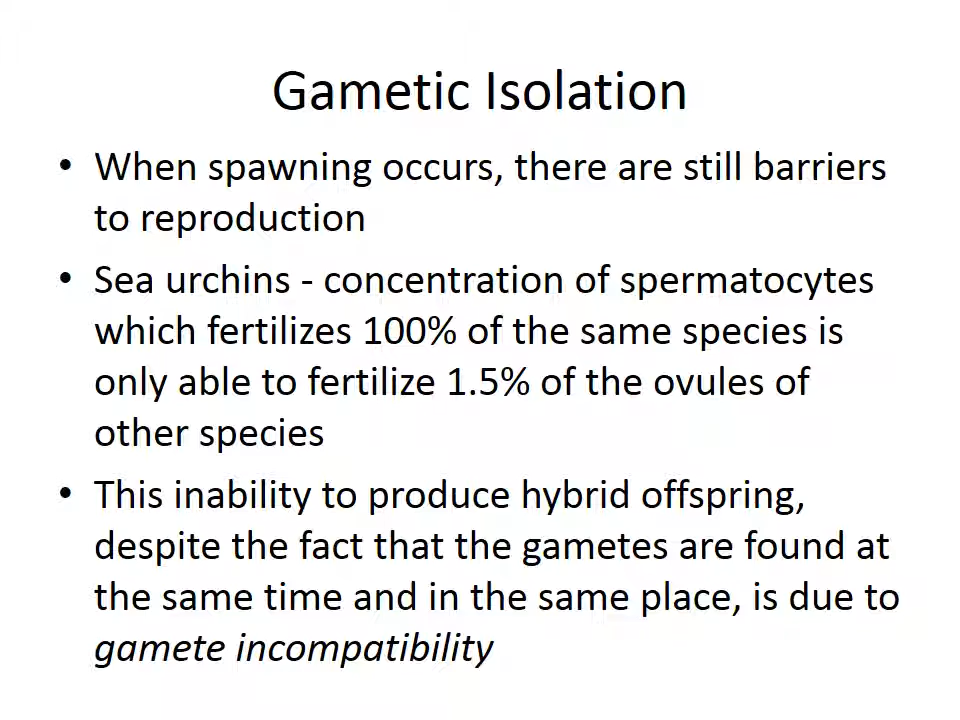 Gametic Isolation
• When spawning occurs, there are still barriers
to reproduction
• Sea urchins - concentration of spermatocytes
which fertilizes 100% of the same species is
only able to fertilize 1.5% of the ovules of
other species
• This inability to produce hybrid offspring,
despite the fact that the gametes are found at
the same time and in the same place, is due to
gamete incompatibility